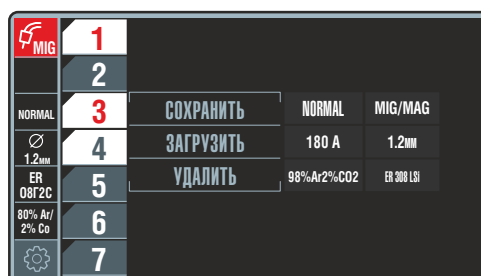 MIG 1
2
NORMAL 3 СОХРАНИТЬ NORMAL MIG/MAG
1.2мм 4 ЗАГРУЗИТЬ 180 А 1.2мм
ER 08Г2С 5 УДАЛИТЬ 98%Ar2%CO2 ER 308 LSi
80% Ar/ 2% Co 6
7